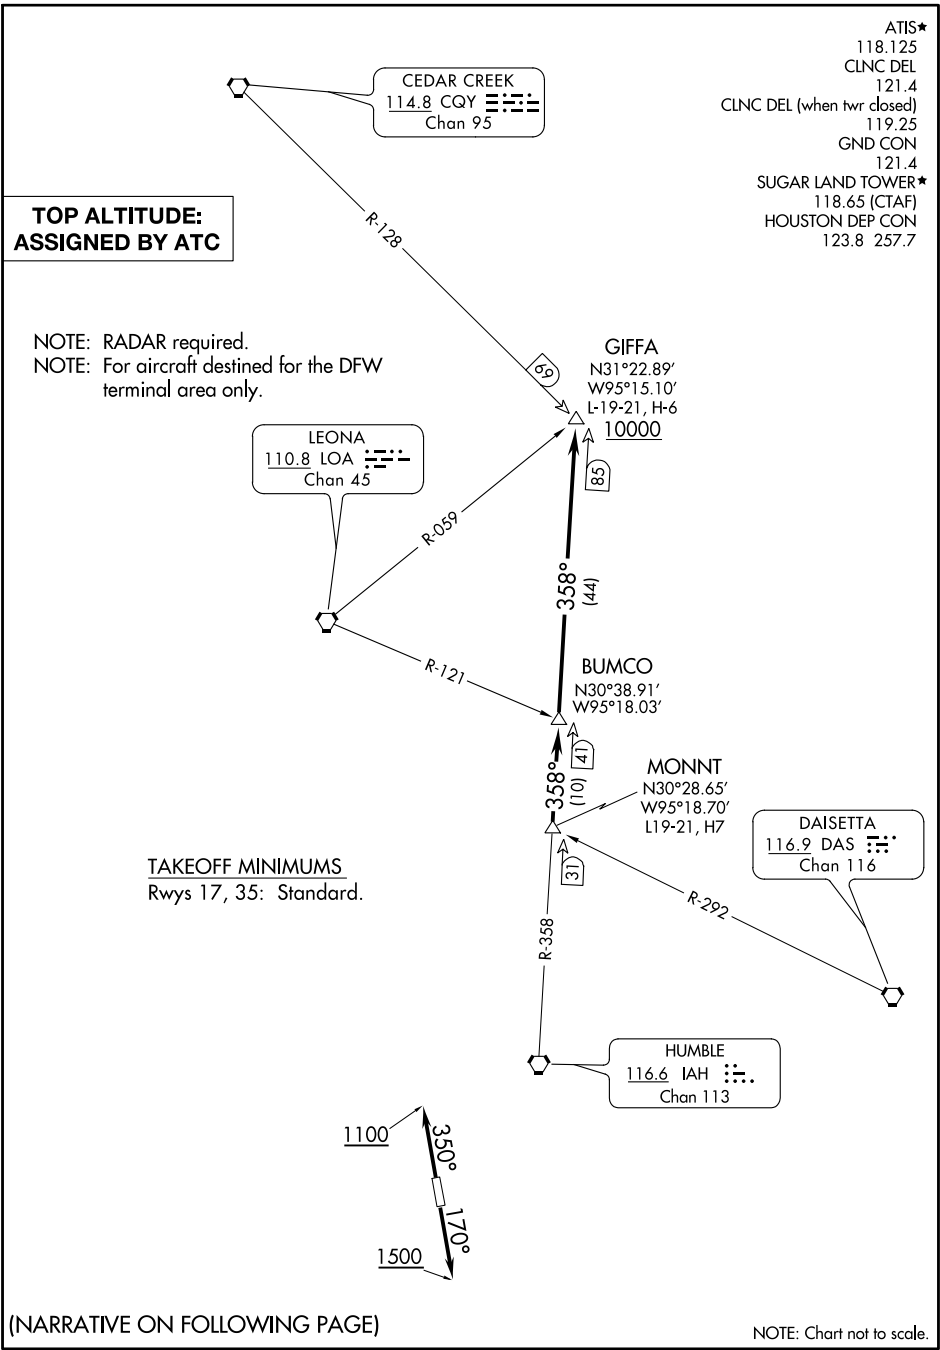 ATIS★
118.125
CLNC DEL
121.4
CLNC DEL (when twr closed)
119.25
GND CON
121.4
SUGAR LAND TOWER★
118.65 (CTAF)
HOUSTON DEP CON
123.8 257.7
CEDAR CREEK
114.8 CQY
Chan 95
TOP ALTITUDE:
ASSIGNED BY ATC
R-128
NOTE: RADAR required.
NOTE: For aircraft destined for the DFW
terminal area only.
69
GIFFA
N31°22.89'
W95°15.10'
L-19-21, H-6
10000
LEONA
110.8 LOA
Chan 45
85
R-059
358°
(44)
R-121
BUMCO
N30°38.91'
W95°18.03'
41
358°
(10)
MONNT
N30°28.65'
W95°18.70'
L19-21, H7
DAISETTA
116.9 DAS
Chan 116
TAKEOFF MINIMUMS
Rwys 17, 35: Standard.
31
R-292
R-358
HUMBLE
116.6 IAH
Chan 113
1100
350°
170°
1500
(NARRATIVE ON FOLLOWING PAGE)
NOTE: Chart not to scale.